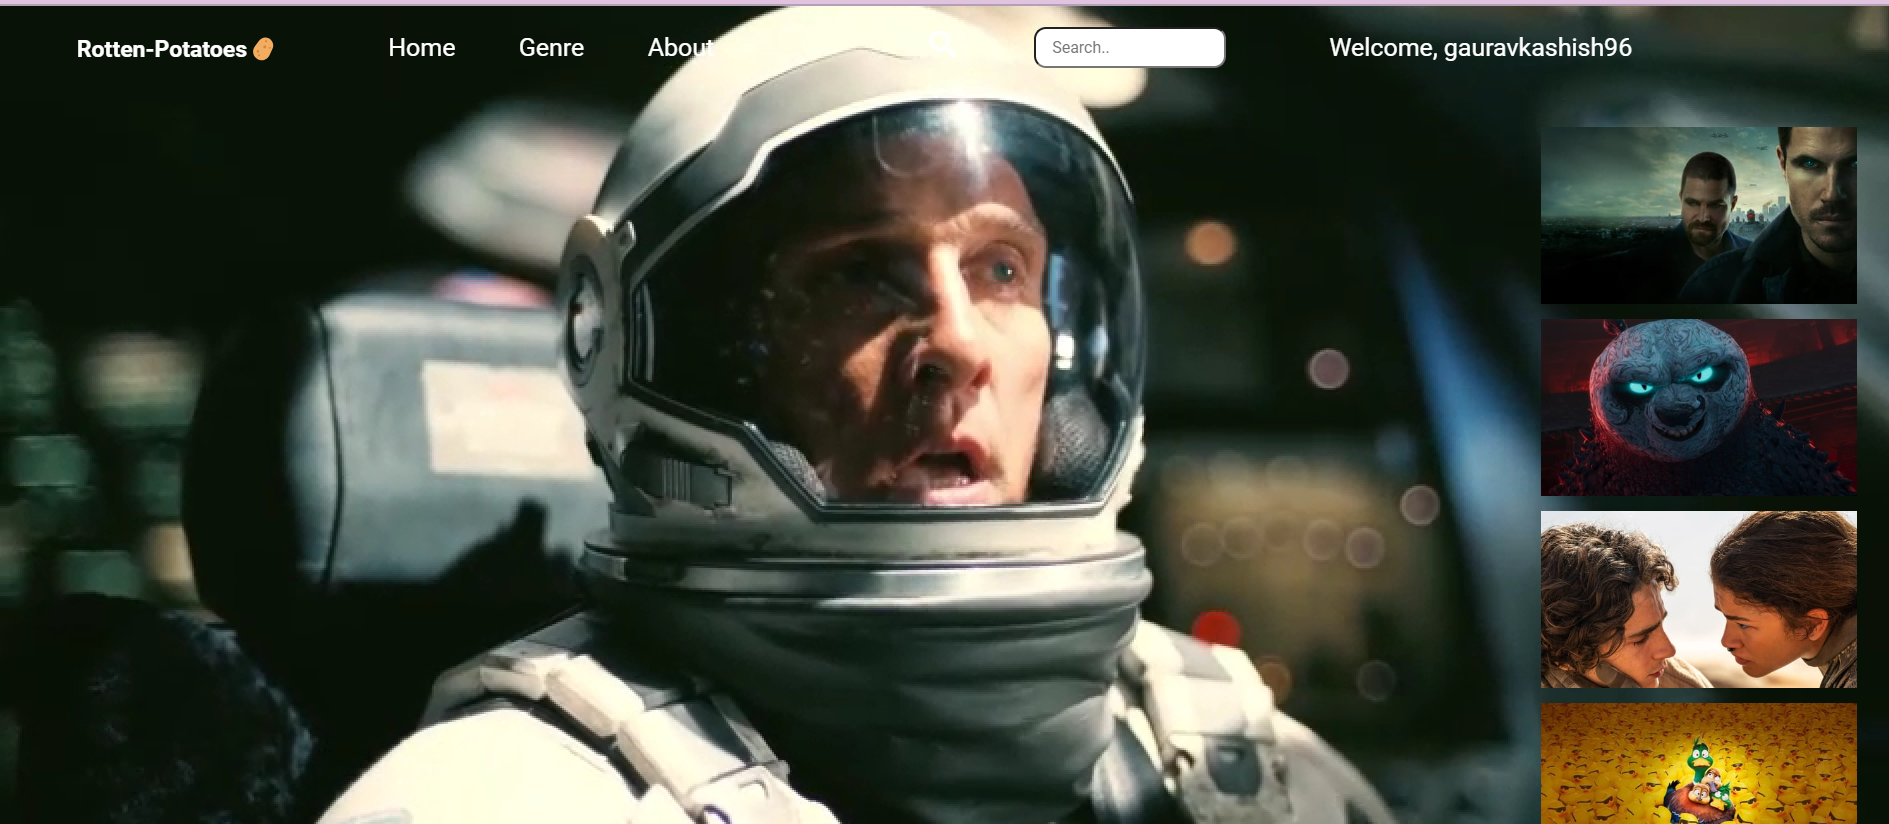 Rotten-Potatoes
Home
Genre
About
Search..
Welcome, gauravkashish96